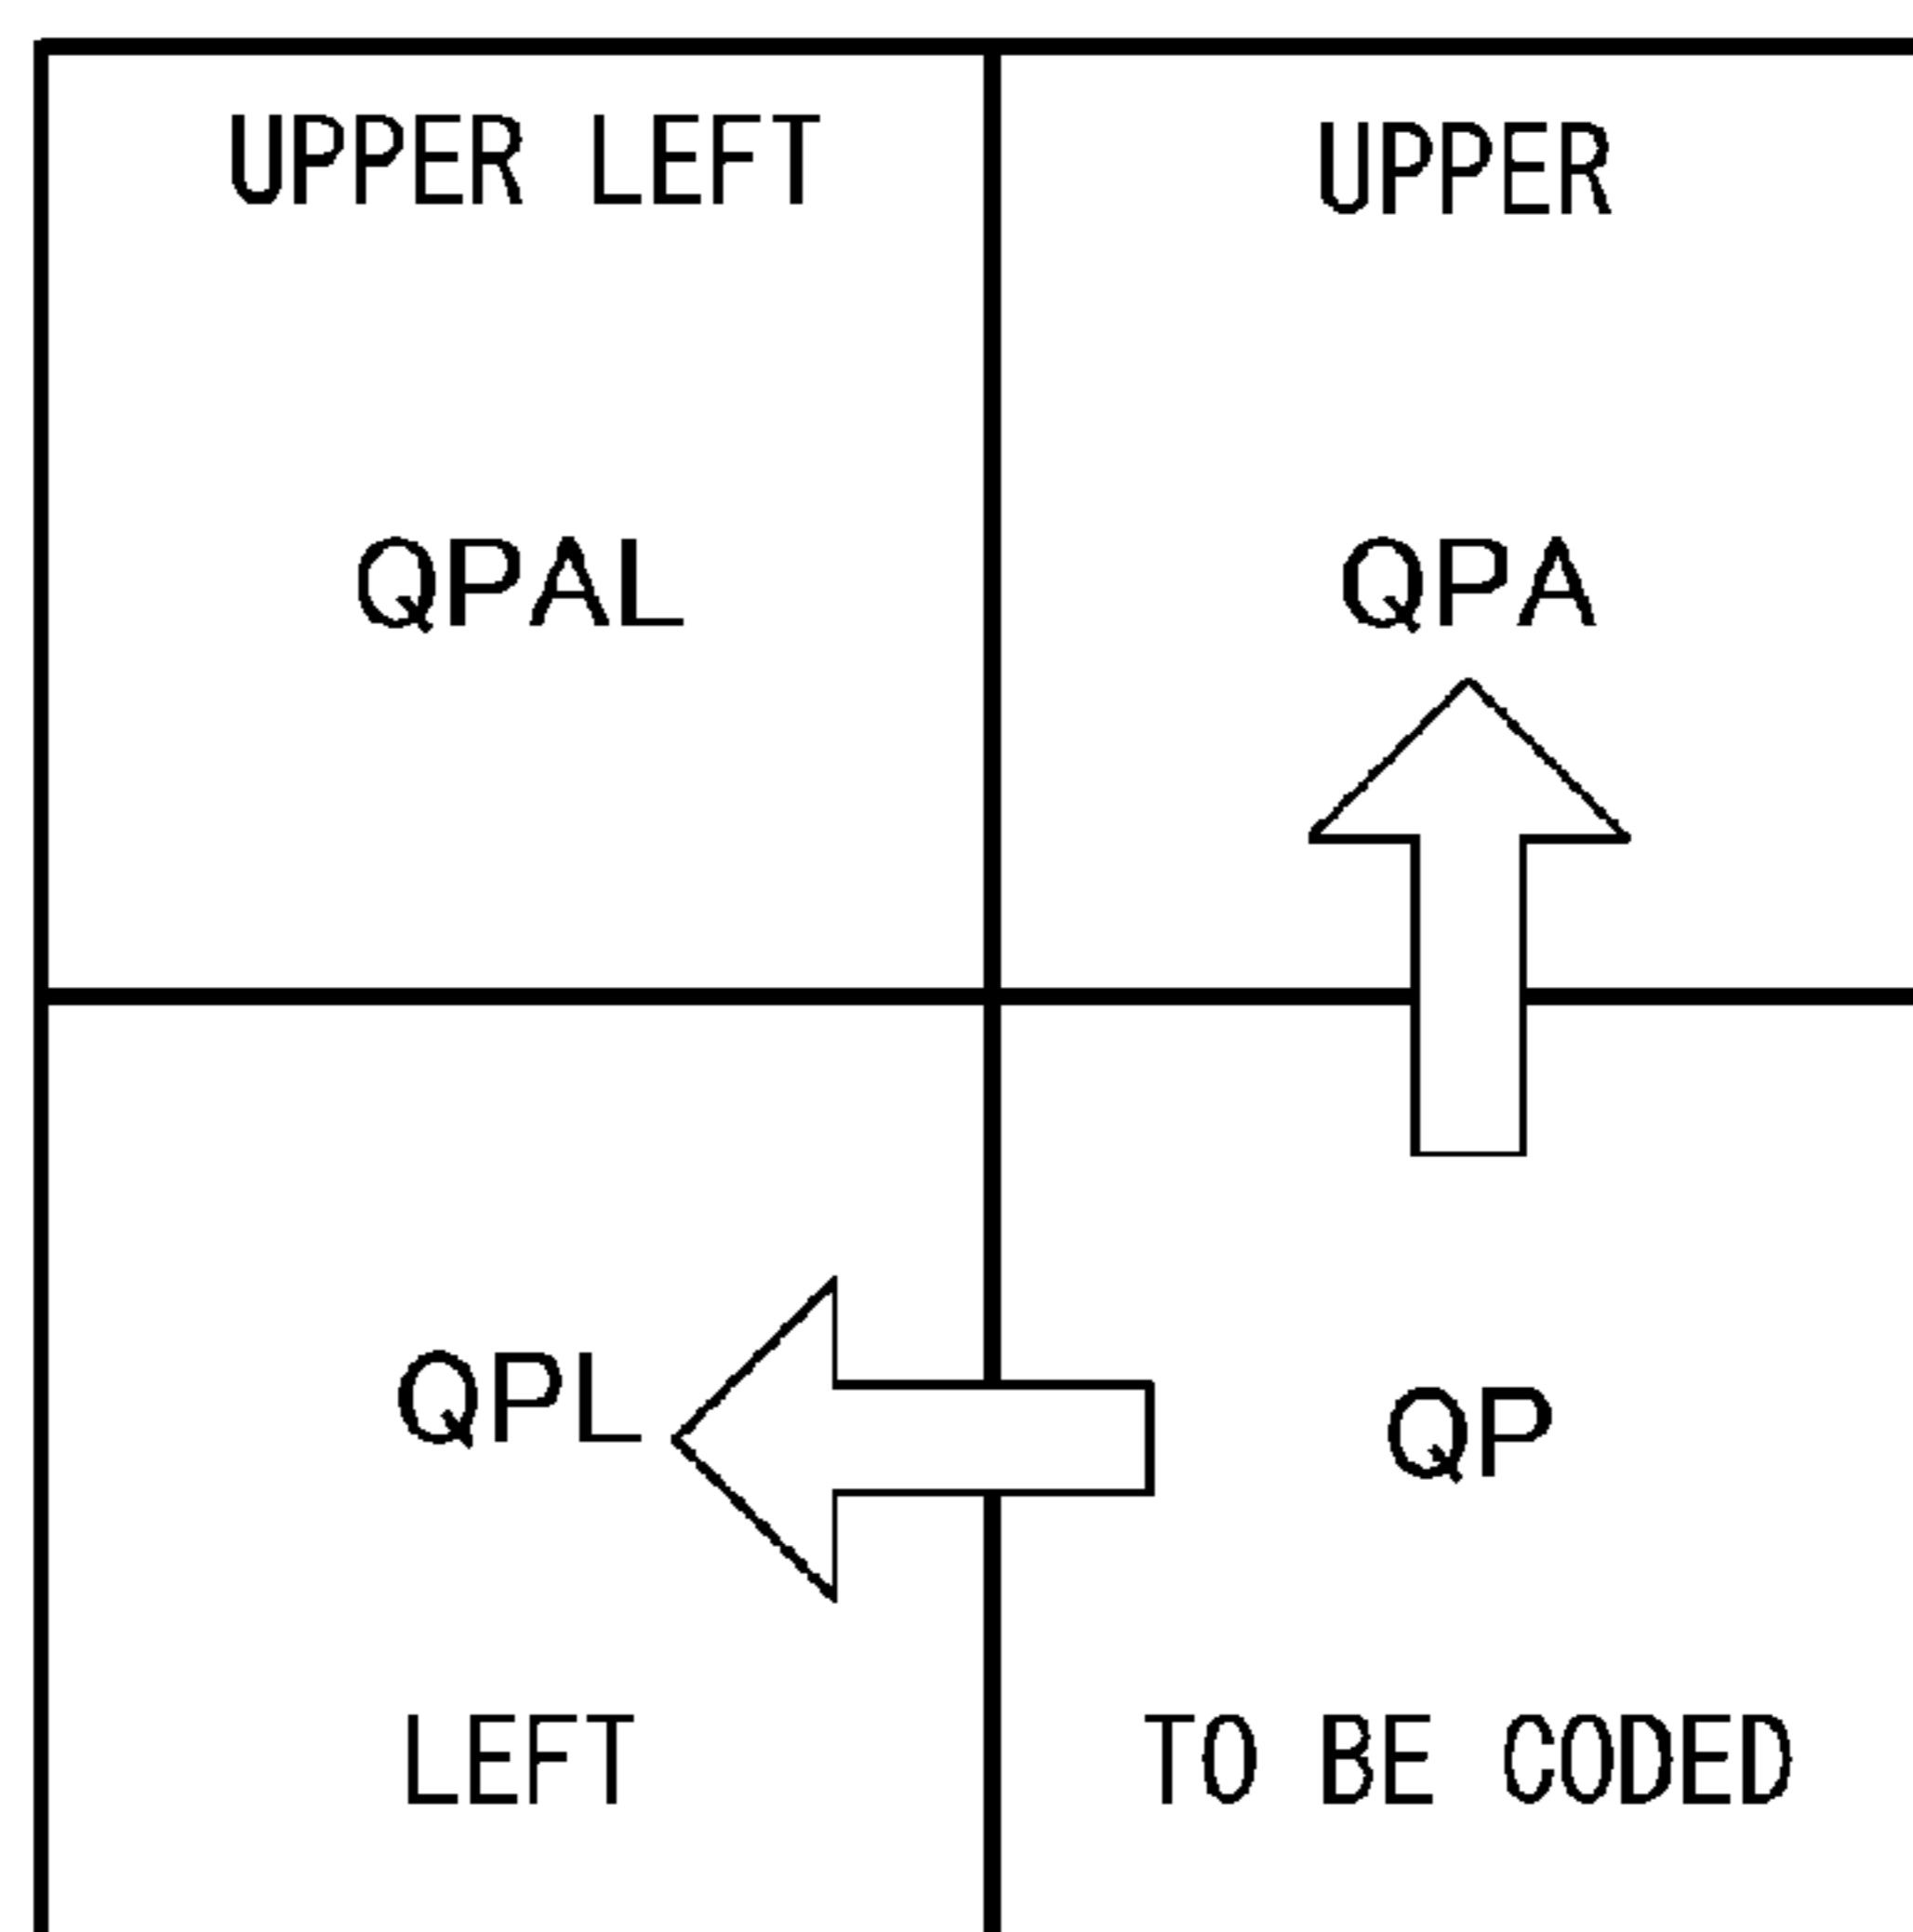 UPPER LEFT
UPPER
QPAL
QPA
QPL
QP
LEFT
TO BE CODED